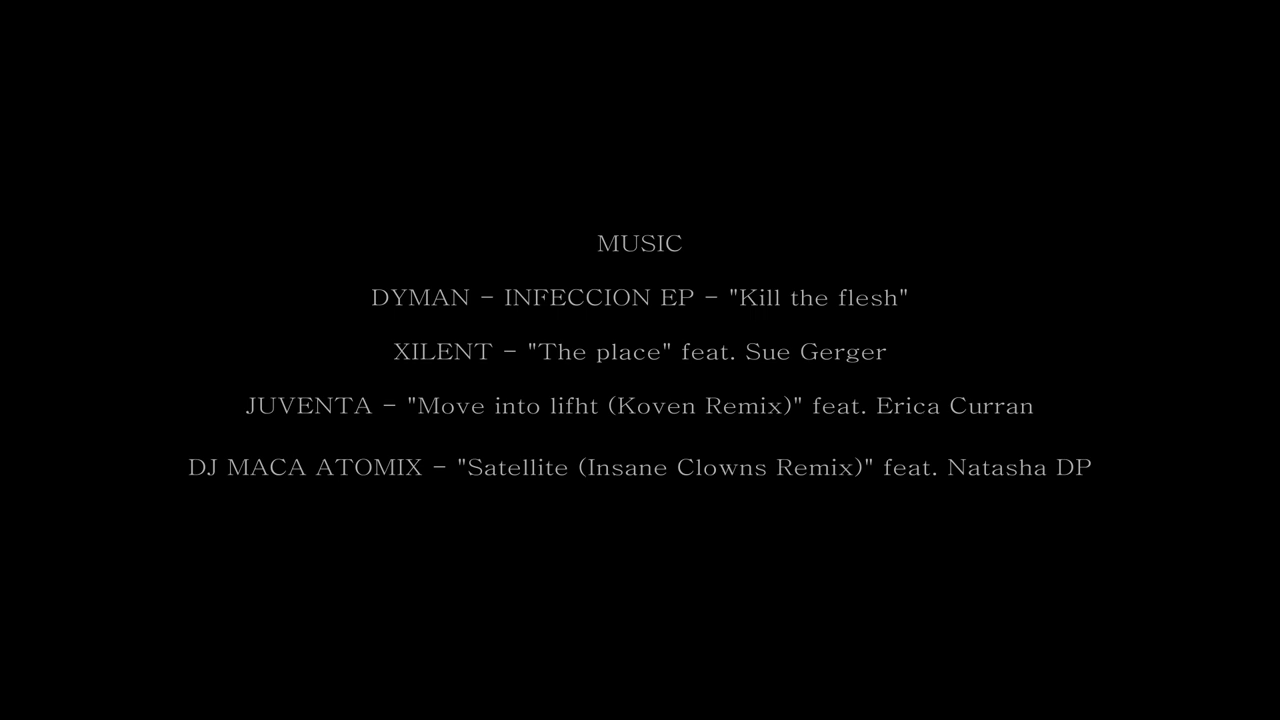 MUSIC
DYMAN - INFECCION EP - "Kill the flesh"
XILENT - "The place" feat. Sue Gerger
JUVENTA - "Move into lifht (Koven Remix)" feat. Erica Curran
DJ MACA ATOMIX - "Satellite (Insane Clowns Remix)" feat. Natasha DP